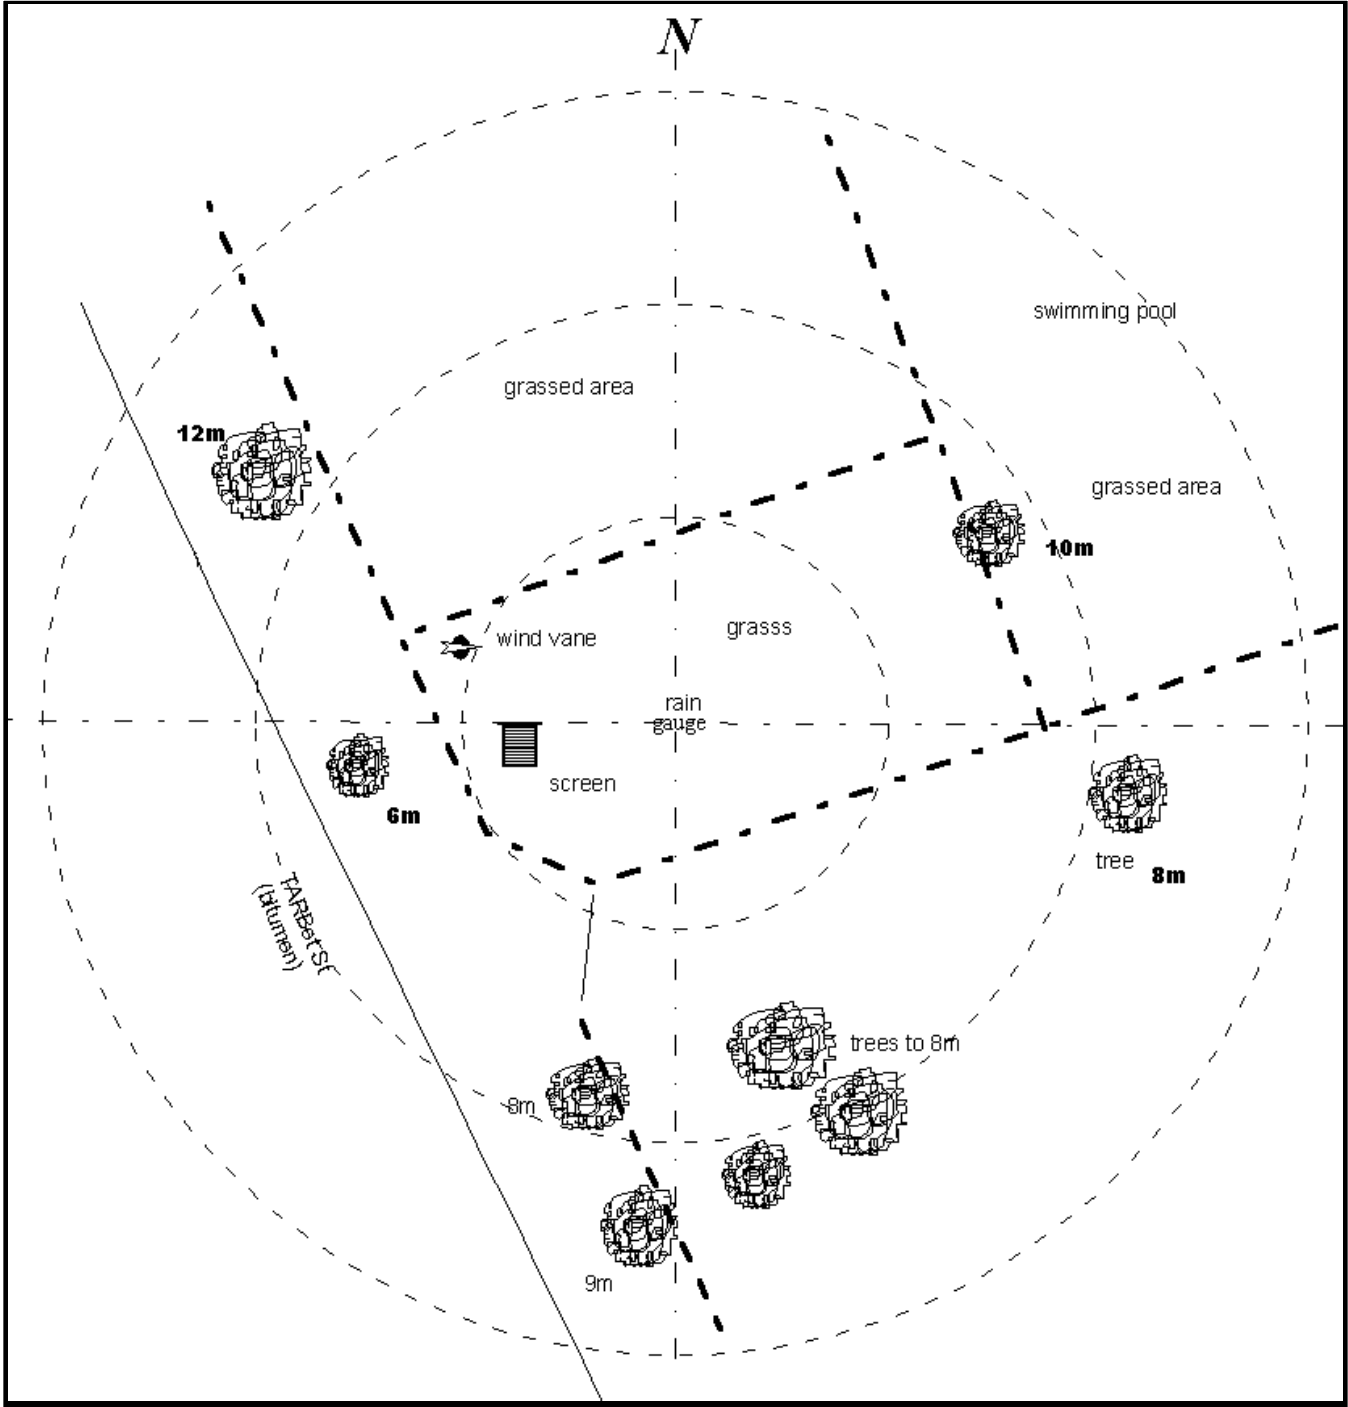 N
swimming pool
grassed area
12m
grassed area
10m
grasss
wind vane
rain
gauge
screen
6m
tree
8m
TARBet St
(bitumen)
trees to 8m
8m
9m